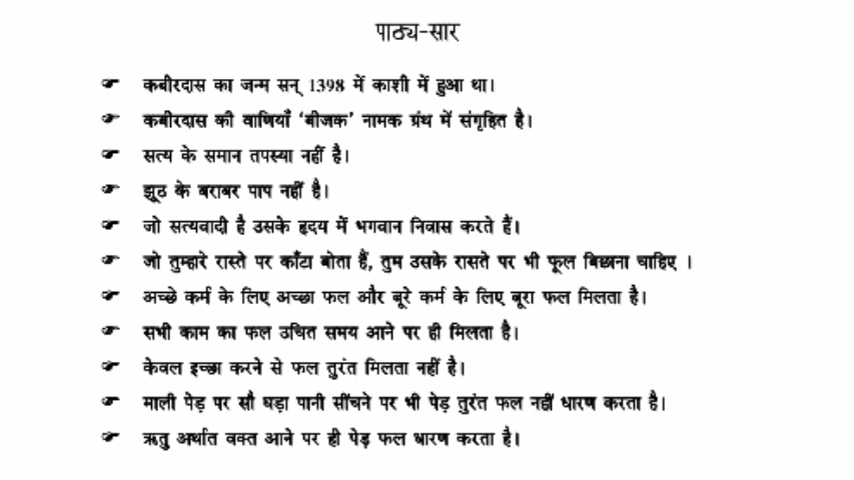 पाठ्य-सार
☛ कबीरदास का जन्म सन् 1398 में काशी में हुआ था।
☛ कबीरदास की वाणियाँ ‘बीजक’ नामक ग्रंथ में संगृहित है।
☛ सत्य के समान तपस्या नहीं है।
☛ झूठ के बराबर पाप नहीं है।
☛ जो सत्यवादी है उसके हृदय में भगवान निवास करते हैं।
☛ जो तुम्हारे रास्ते पर काँटा बोता हैं, तुम उसके रासते पर भी फूल बिछाना चाहिए ।
☛ अच्छे कर्म के लिए अच्छा फल और बूरे कर्म के लिए बूरा फल मिलता है।
☛ सभी काम का फल उचित समय आने पर ही मिलता है।
☛ केवल इच्छा करने से फल तुरंत मिलता नहीं है।
☛ माली पेड़ पर सौ घड़ा पानी सींचने पर भी पेड़ तुरंत फल नहीं धारण करता है।
☛ ऋतु अर्थात वक्त आने पर ही पेड़ फल धारण करता है।